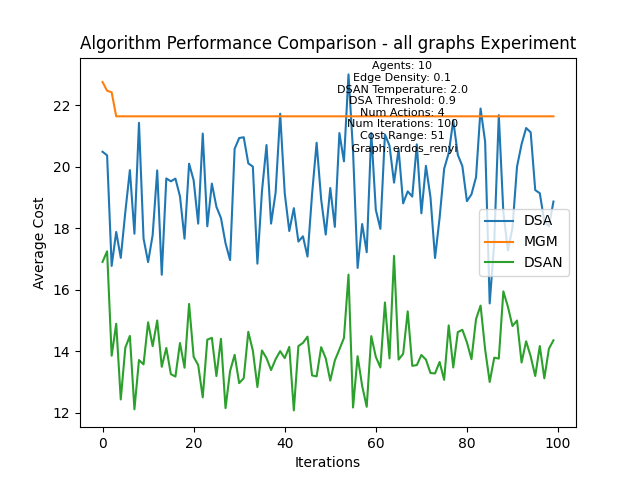 Algorithm Performance Comparison - all graphs Experiment
Agents: 10
Edge Density: 0.1
DSAN Temperature: 2.0
DSA Threshold: 0.9
Num Actions: 4
Num Iterations: 100
Cost Range: 51
Graph: erdos_renyi
Average Cost
22
20
18
16
14
12
DSA
MGM
DSAN
0
20
40
60
80
100
Iterations